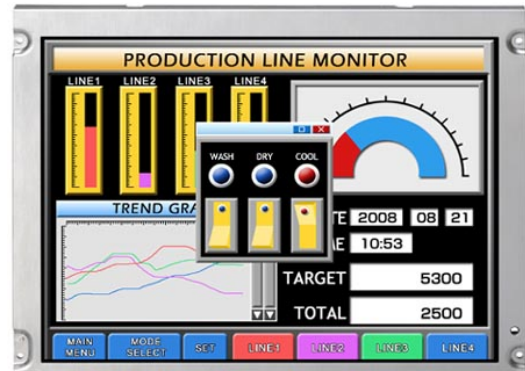 PRODUCTION LINE MONITOR
LINE1 LINE2 LINE3 LINE4
WASH DRY COOL
TREND GRA
TE 2008 08 21
E 10:53
TARGET 5300
TOTAL 2500
MAIN MENU
MODE SELECT
SET
LINE1
LINE2
LINE3
LINE4